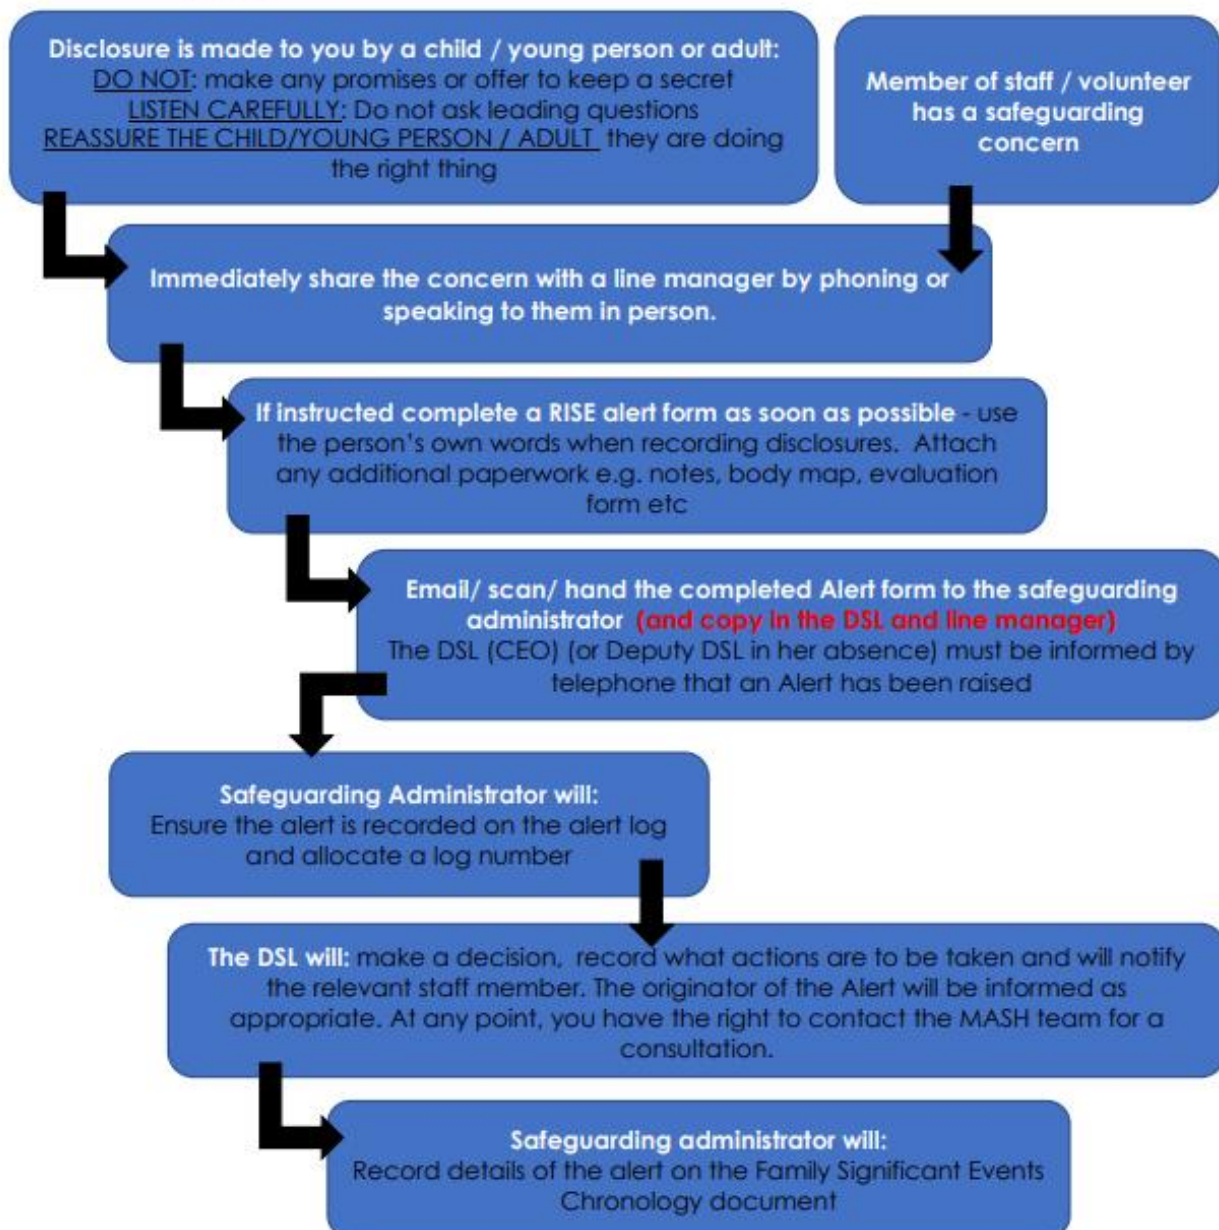 Disclosure is made to you by a child / young person or adult:
DO NOT: make any promises or offer to keep a secret
LISTEN CAREFULLY: Do not ask leading questions
REASSURE THE CHILD/YOUNG PERSON / ADULT they are doing
the right thing
Member of staff / volunteer
has a safeguarding
concern
Immediately share the concern with a line manager by phoning or
speaking to them in person.
If instructed complete a RISE alert form as soon as possible - use
the person's own words when recording disclosures. Attach
any additional paperwork e.g. notes, body map, evaluation
form etc
Email/ scan/ hand the completed Alert form to the safeguarding
administrator (and copy in the DSL and line manager)
The DSL (CEO) (or Deputy DSL in her absence) must be informed by
telephone that an Alert has been raised
Safeguarding Administrator will:
Ensure the alert is recorded on the alert log
and allocate a log number
The DSL will: make a decision, record what actions are to be taken and will notify
the relevant staff member. The originator of the Alert will be informed as
appropriate. At any point, you have the right to contact the MASH team for a
consultation.
Safeguarding administrator will:
Record details of the alert on the Family Significant Events
Chronology document